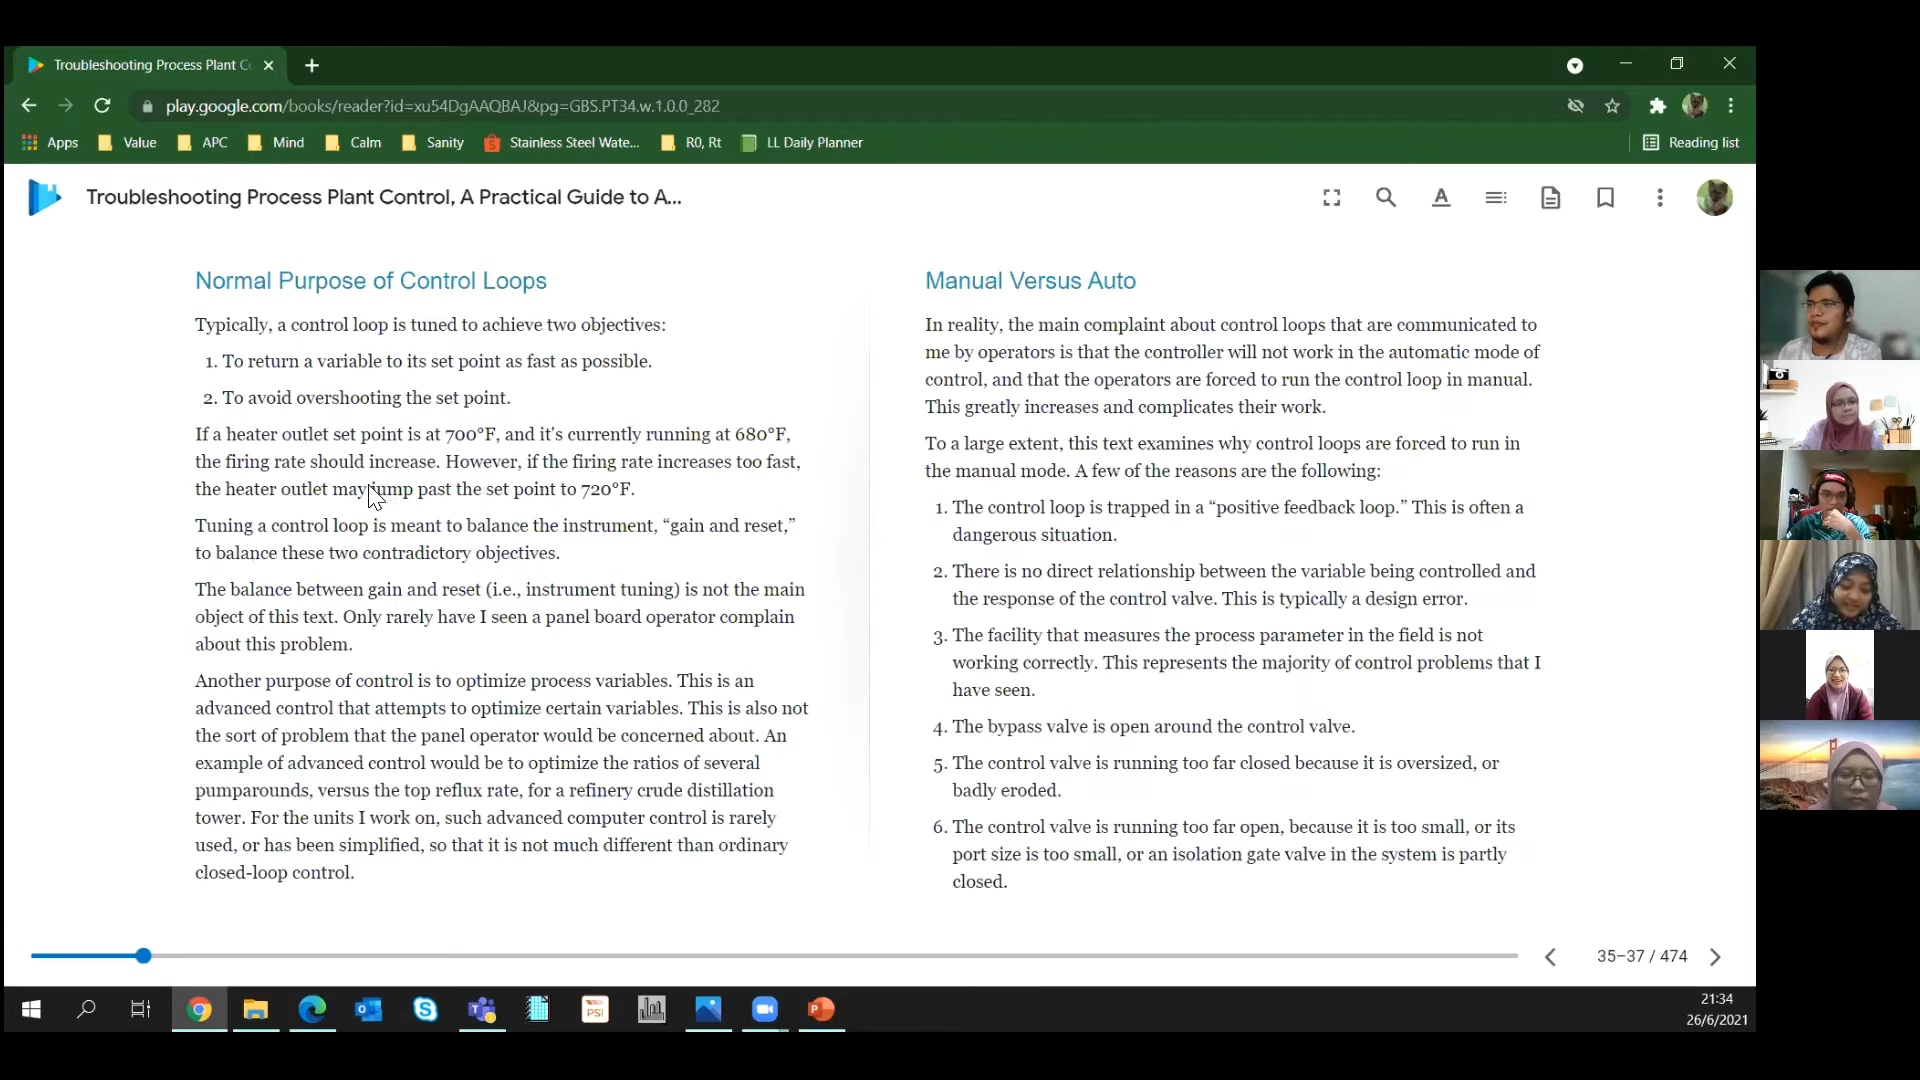 Troubleshooting Process Plant Co
play.google.com/books/reader?id=xu54DgAAQBAJ&pg=GBS.PT34.w.1.0.0_282
Apps Value APC Mind Calm Sanity Stainless Steel Wate... R0, Rt LL Daily Planner Reading list
Troubleshooting Process Plant Control, A Practical Guide to A...
Normal Purpose of Control Loops
Typically, a control loop is tuned to achieve two objectives:
1. To return a variable to its set point as fast as possible.
2. To avoid overshooting the set point.
If a heater outlet set point is at 700°F, and it's currently running at 680°F,
the firing rate should increase. However, if the firing rate increases too fast,
the heater outlet may jump past the set point to 720°F.
Tuning a control loop is meant to balance the instrument, “gain and reset,”
to balance these two contradictory objectives.
The balance between gain and reset (i.e., instrument tuning) is not the main
object of this text. Only rarely have I seen a panel board operator complain
about this problem.
Another purpose of control is to optimize process variables. This is an
advanced control that attempts to optimize certain variables. This is also not
the sort of problem that the panel operator would be concerned about. An
example of advanced control would be to optimize the ratios of several
pumparounds, versus the top reflux rate, for a refinery crude distillation
tower. For the units I work on, such advanced computer control is rarely
used, or has been simplified, so that it is not much different than ordinary
closed-loop control.
Manual Versus Auto
In reality, the main complaint about control loops that are communicated to
me by operators is that the controller will not work in the automatic mode of
control, and that the operators are forced to run the control loop in manual.
This greatly increases and complicates their work.
To a large extent, this text examines why control loops are forced to run in
the manual mode. A few of the reasons are the following:
1. The control loop is trapped in a “positive feedback loop.” This is often a
dangerous situation.
2. There is no direct relationship between the variable being controlled and
the response of the control valve. This is typically a design error.
3. The facility that measures the process parameter in the field is not
working correctly. This represents the majority of control problems that I
have seen.
4. The bypass valve is open around the control valve.
5. The control valve is running too far closed because it is oversized, or
badly eroded.
6. The control valve is running too far open, because it is too small, or its
port size is too small, or an isolation gate valve in the system is partly
closed.
35–37 / 474
PSI
21:34
26/6/2021